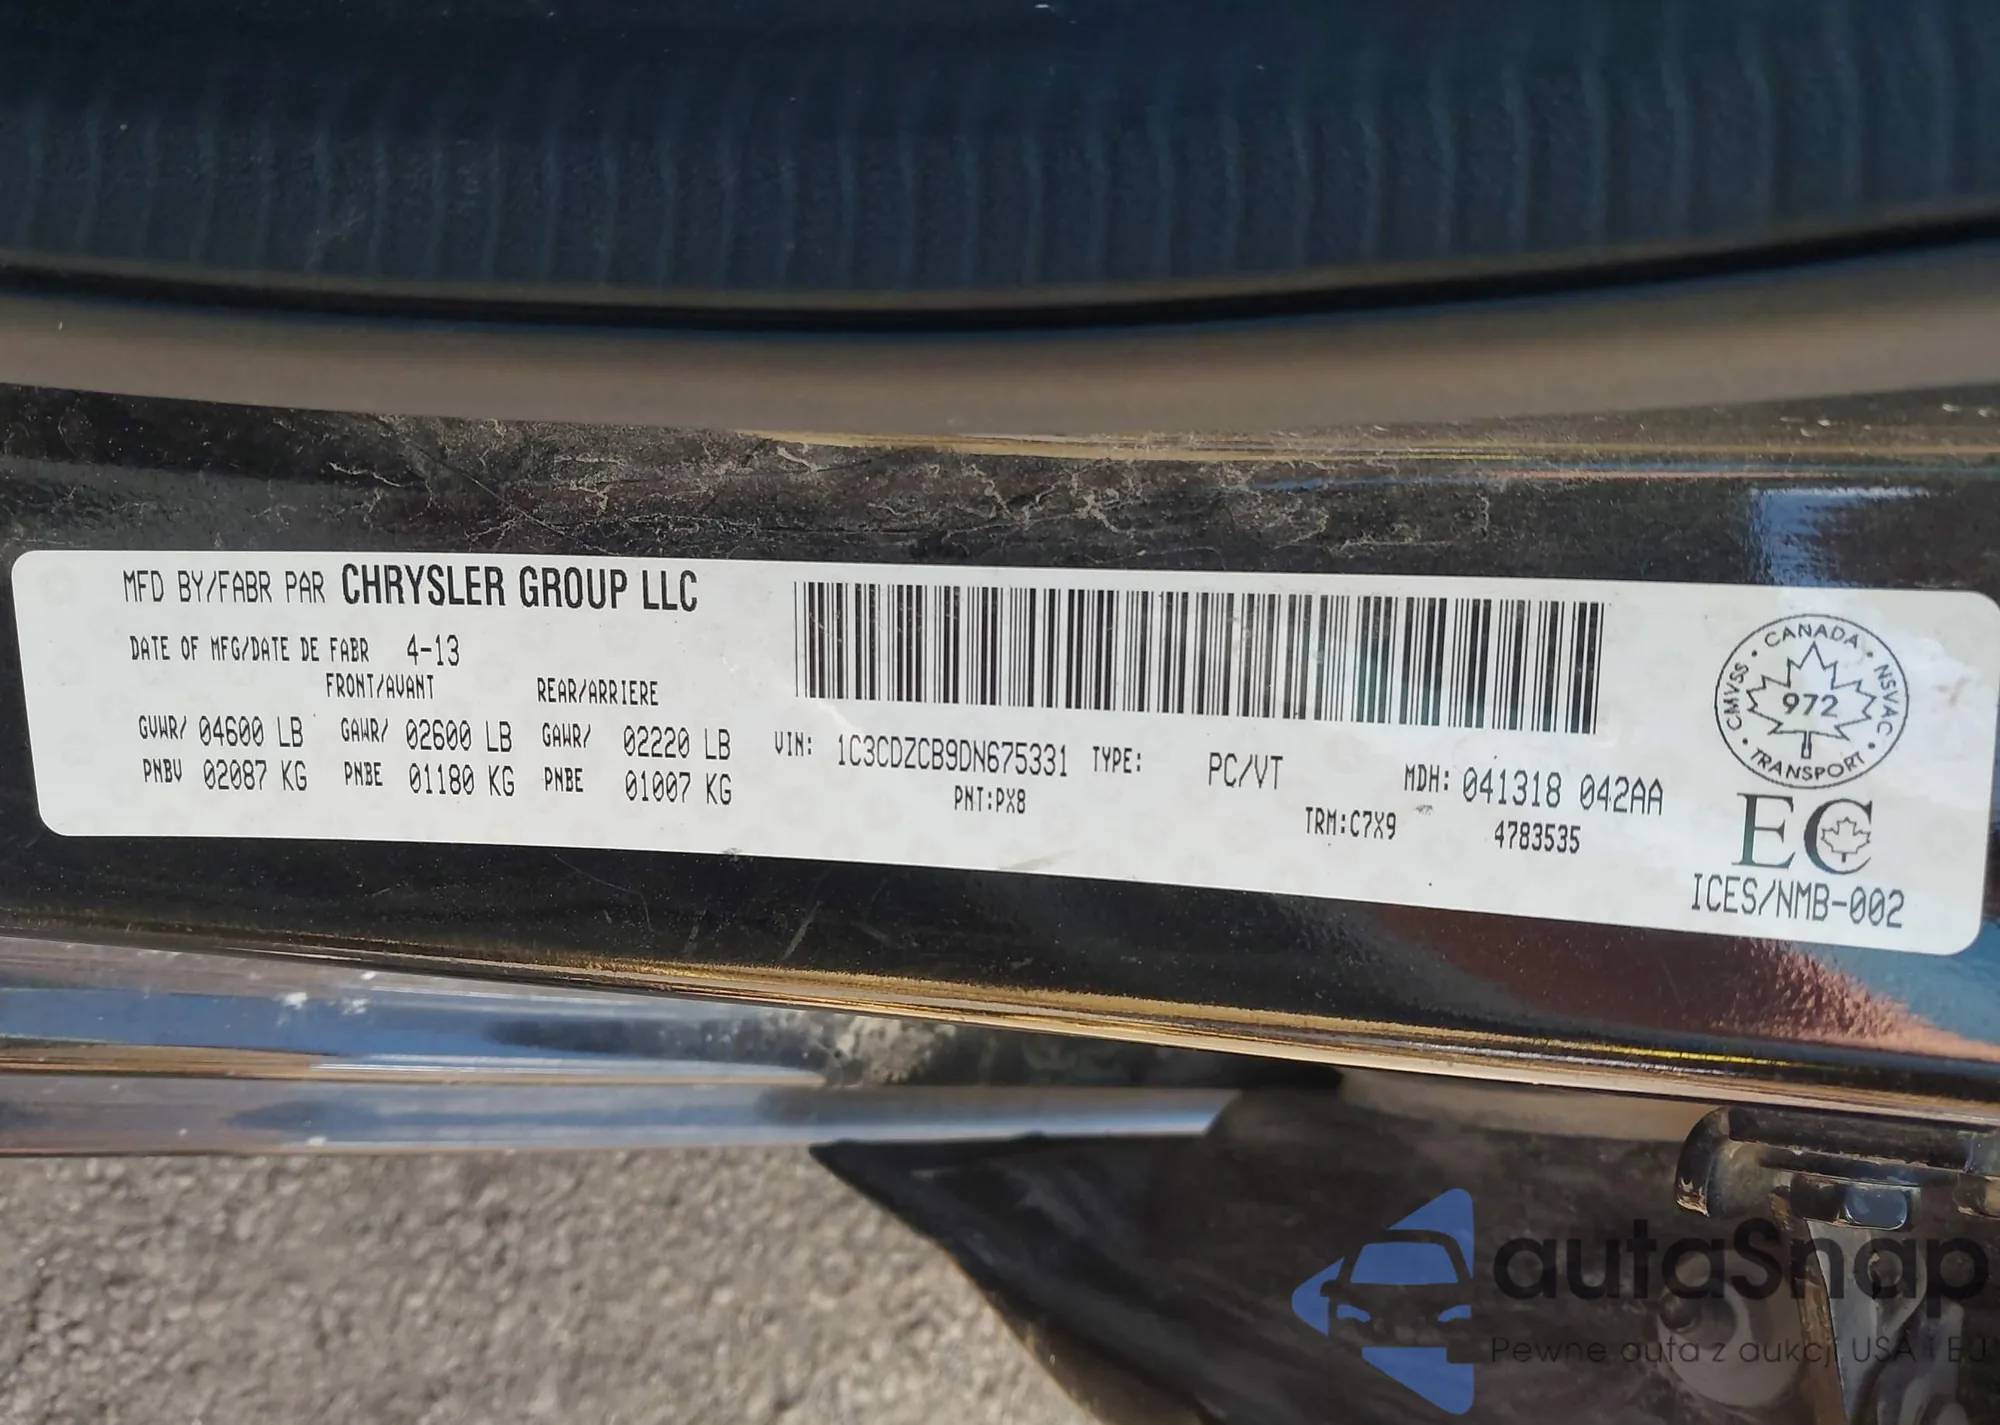 MFD BY/FABR PAR CHRYSLER GROUP LLC
DATE OF MFG/DATE DE FABR 4-13
FRONT/AVANT REAR/ARRIERE
GVWR/ 04600 LB GAWR/ 02600 LB GAWR/ 02220 LB
PNBV 02087 KG PNBE 01180 KG PNBE 01007 KG
VIN: 1C3CDZCB9DN675331 TYPE: PC/VT MDH: 041318 042AA
PNT:PX8 TRM:C7X9 4783535
CANADA • NSVAC • TRANSPORT • CMVSS •
972
EC
ICES/NMB-002
autaSnap
Pewne auta z aukcji USA i EU